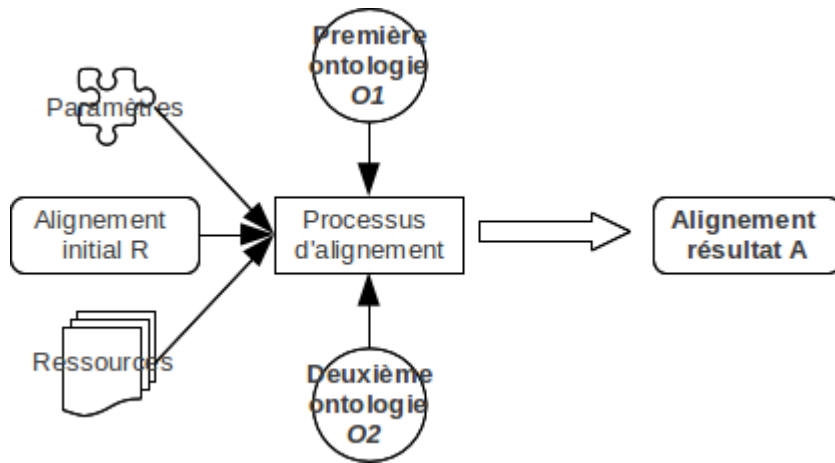 Première
ontologie
O1
Paramètres
Alignement
initial R
Processus
d'alignement
Alignement
résultat A
Ressources
Deuxième
ontologie
O2